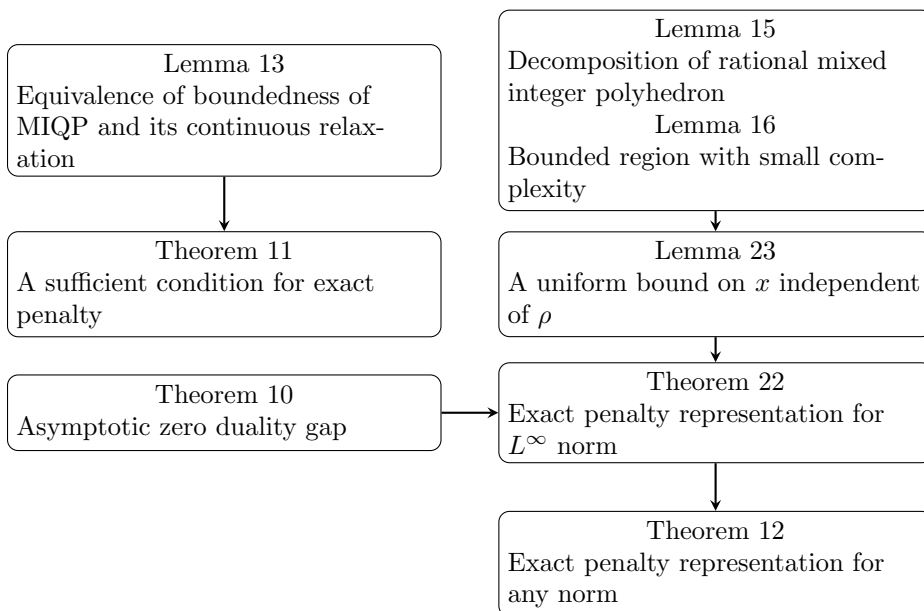 Lemma 13
Equivalence of boundedness of
MIQP and its continuous relax-
ation
Theorem 11
A sufficient condition for exact
penalty
Theorem 10
Asymptotic zero duality gap
Lemma 15
Decomposition of rational mixed
integer polyhedron
Lemma 16
Bounded region with small com-
plexity
Lemma 23
A uniform bound on x independent
of ρ
Theorem 22
Exact penalty representation for
L∞ norm
Theorem 12
Exact penalty representation for
any norm